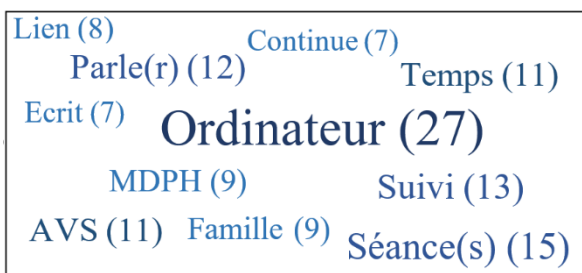 Lien (8)
Continue (7)
Parle(r) (12)
Temps (11)
Ecrit (7)
Ordinateur (27)
MDPH (9)
Suivi (13)
AVS (11)
Famille (9)
Séance(s) (15)